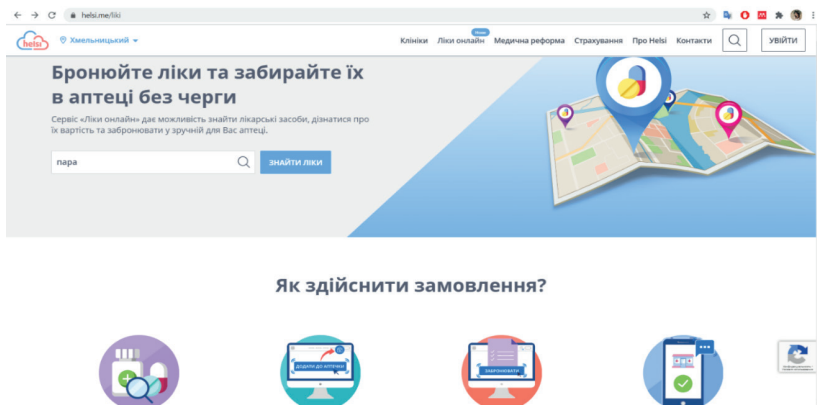 helsi.me/liki
helsi
Хмельницький
Клініки Ліки онлайн Медична реформа Страхування Про Helsi Контакти УВІЙТИ
Бронюйте ліки та забирайте їх
в аптеці без черги
Сервіс «Ліки онлайн» дає можливість знайти лікарські засоби, дізнатися про
їх вартість та забронювати у зручній для Вас аптеці.
пара ЗНАЙТИ ЛІКИ
Як здійснити замовлення?
ДОДАТИ ДО АПТЕЧКИ
ЗАБРОНЮВАТИ